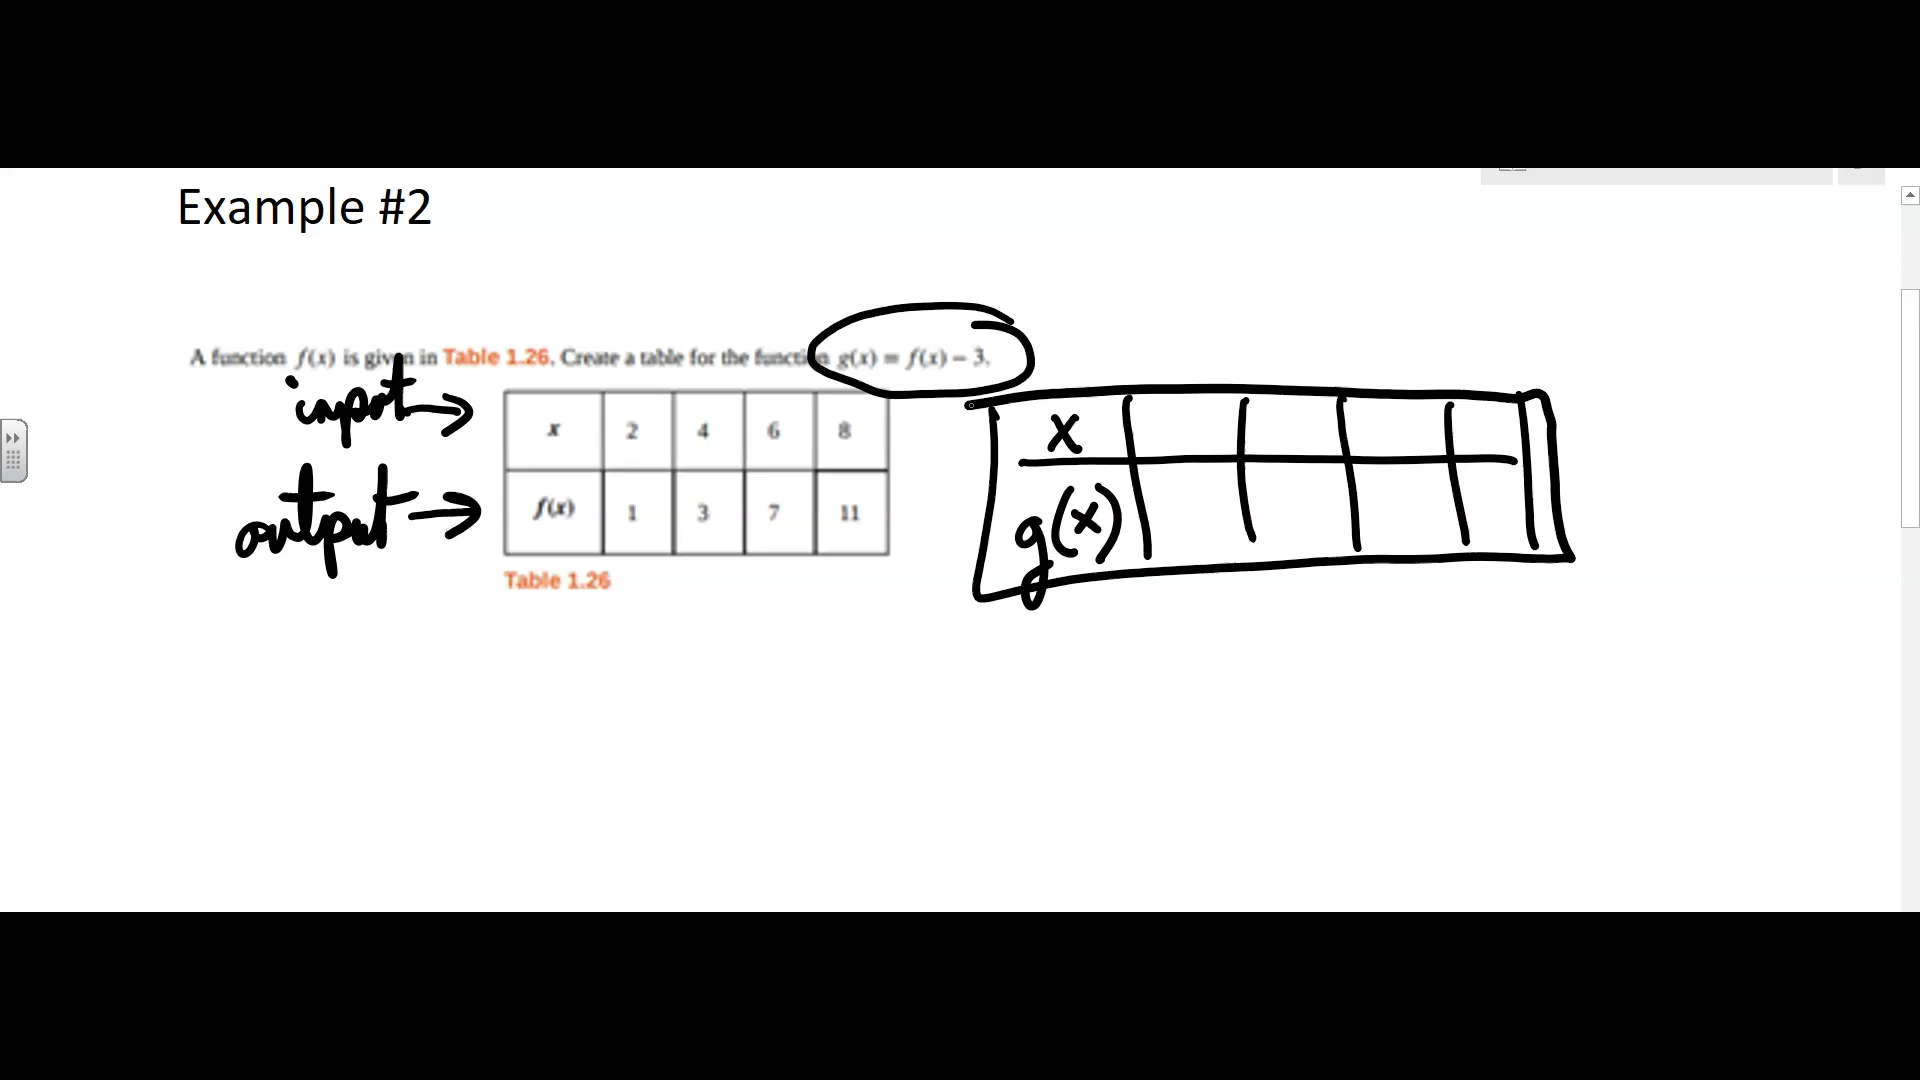 Example #2
A function f(x) is given in Table 1.26. Create a table for the function g(x) = f(x) − 3.
input →
output →
x 2 4 6 8
f(x) 1 3 7 11
Table 1.26
x
g(x)